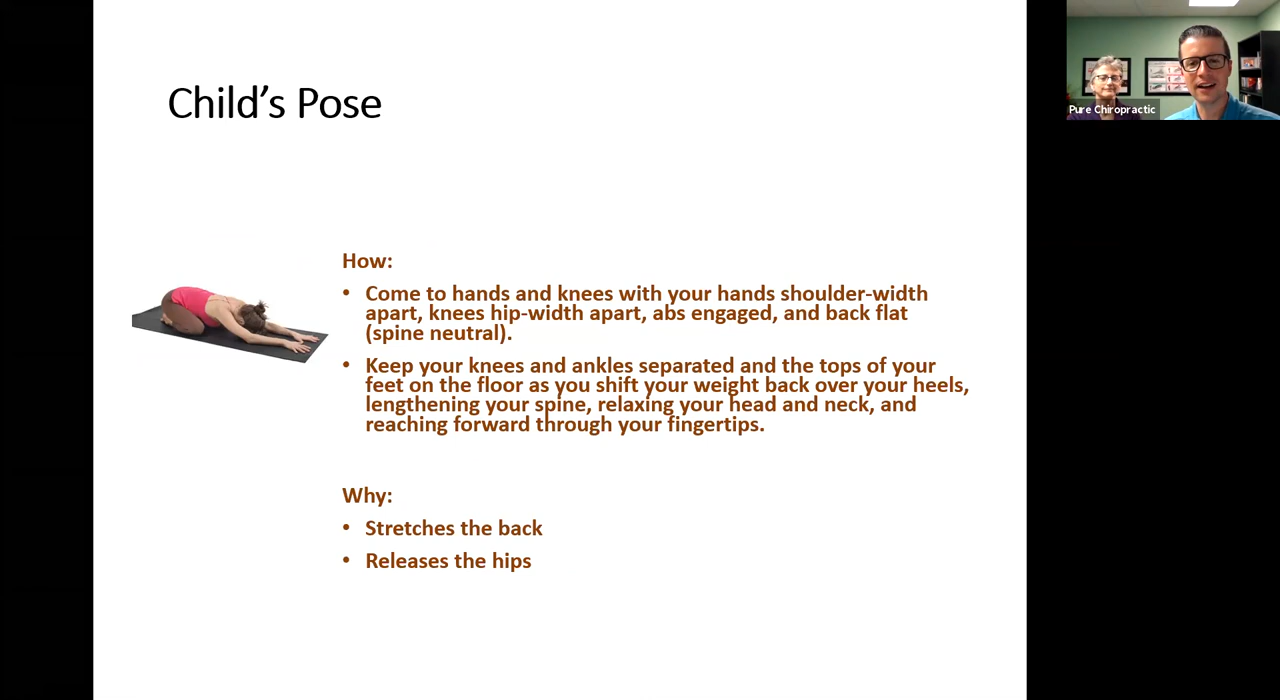 Child's Pose
Pure Chiropractic
How:
• Come to hands and knees with your hands shoulder-width
apart, knees hip-width apart, abs engaged, and back flat
(spine neutral).
• Keep your knees and ankles separated and the tops of your
feet on the floor as you shift your weight back over your heels,
lengthening your spine, relaxing your head and neck, and
reaching forward through your fingertips.
Why:
• Stretches the back
• Releases the hips